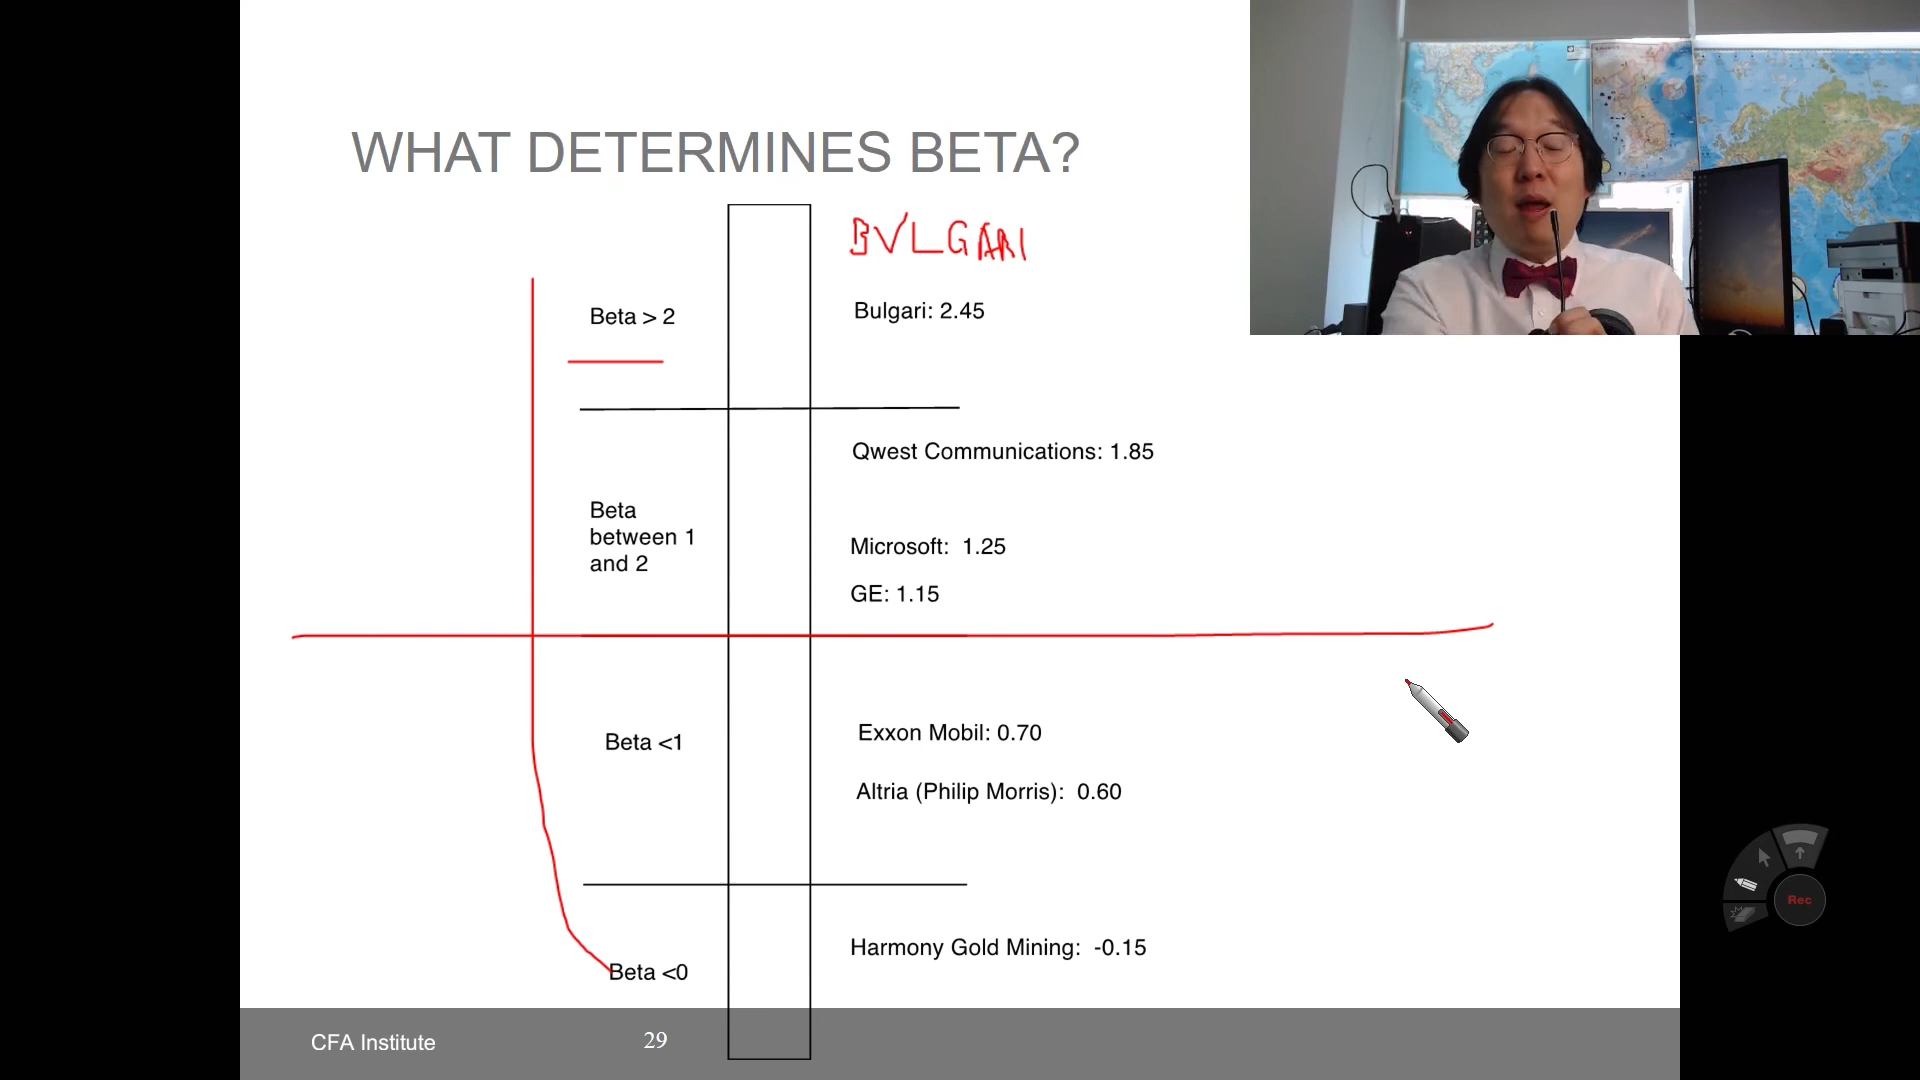 WHAT DETERMINES BETA?
BVLGARI
Beta > 2
Bulgari: 2.45
Qwest Communications: 1.85
Beta
between 1
and 2
Microsoft:  1.25
GE: 1.15
Beta <1
Exxon Mobil: 0.70
Altria (Philip Morris):  0.60
Harmony Gold Mining:  -0.15
Beta <0
CFA Institute
29
Rec